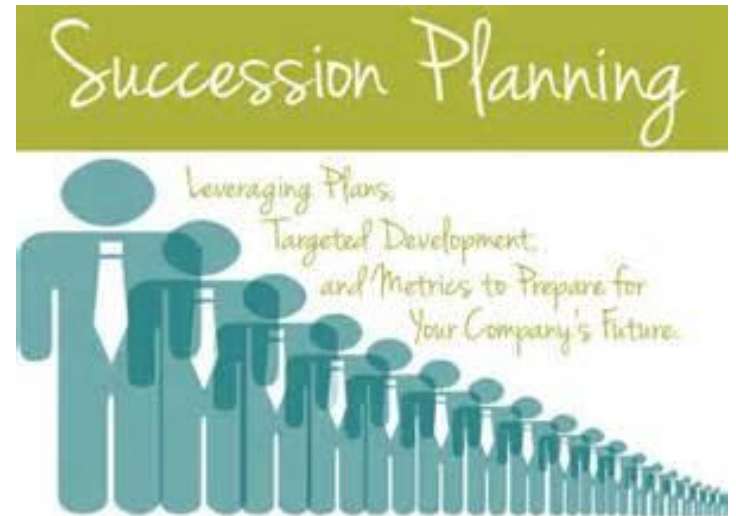 Succession Planning
Leveraging Plans,
Targeted Development,
and Metrics to Prepare for
Your Company's Future.